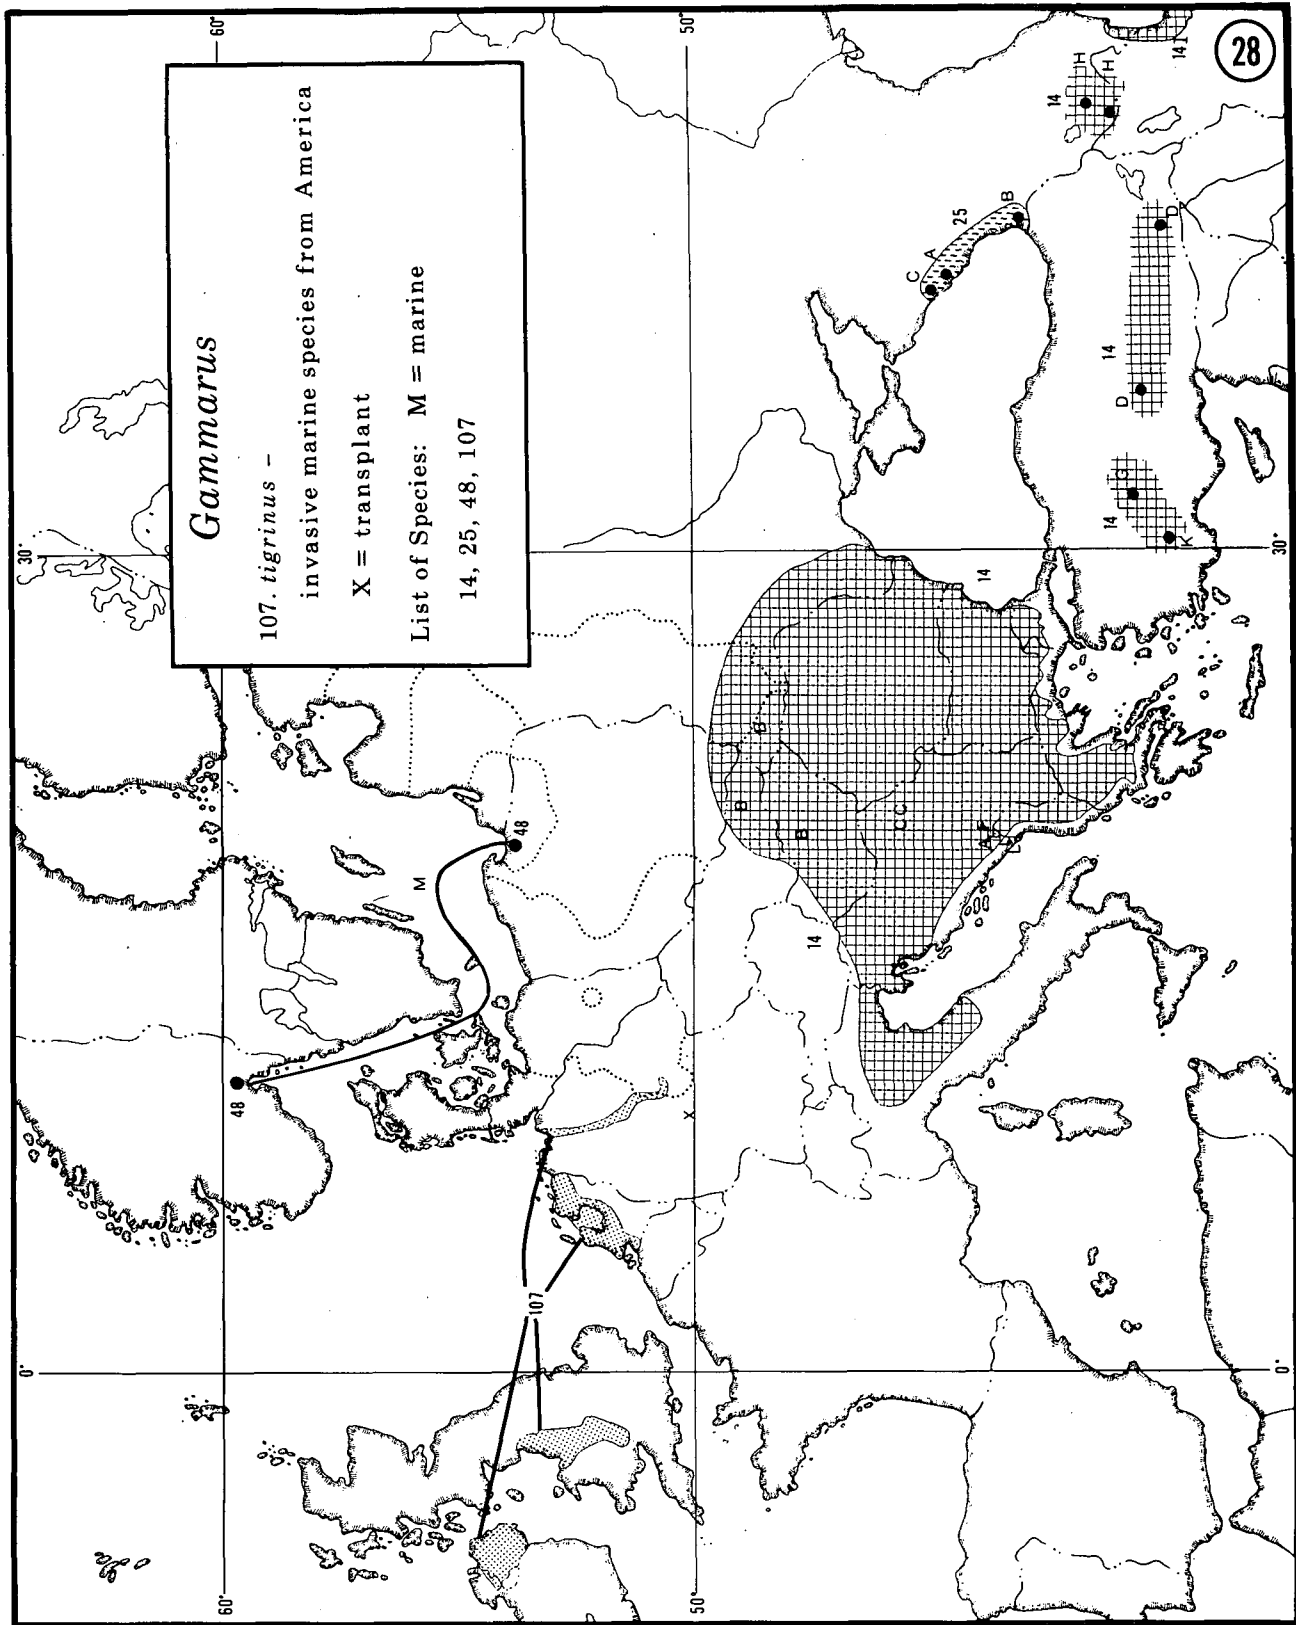 Gammarus
107. tigrinus -
invasive marine species from America
X = transplant
List of Species: M = marine
14, 25, 48, 107
28
60°
50°
30°
30°
0°
0°
60°
50°
48
M
48
107
X
14
B
B
G
B
C C
A
F
L
14
14
G
K
14
D
D
C
A
25
B
14
H
H
14
I